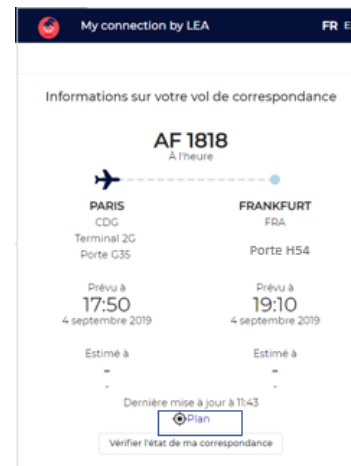 My connection by LEA FR E
Informations sur votre vol de correspondance
AF 1818
À l'heure
PARIS FRANKFURT
CDG FRA
Terminal 2G
Porte G35 Porte H54
Prévu à Prévu à
17:50 19:10
4 septembre 2019 4 septembre 2019
Estimé à Estimé à
- -
- -
Dernière mise à jour à 11:43
Plan
Vérifier l'état de ma correspondance